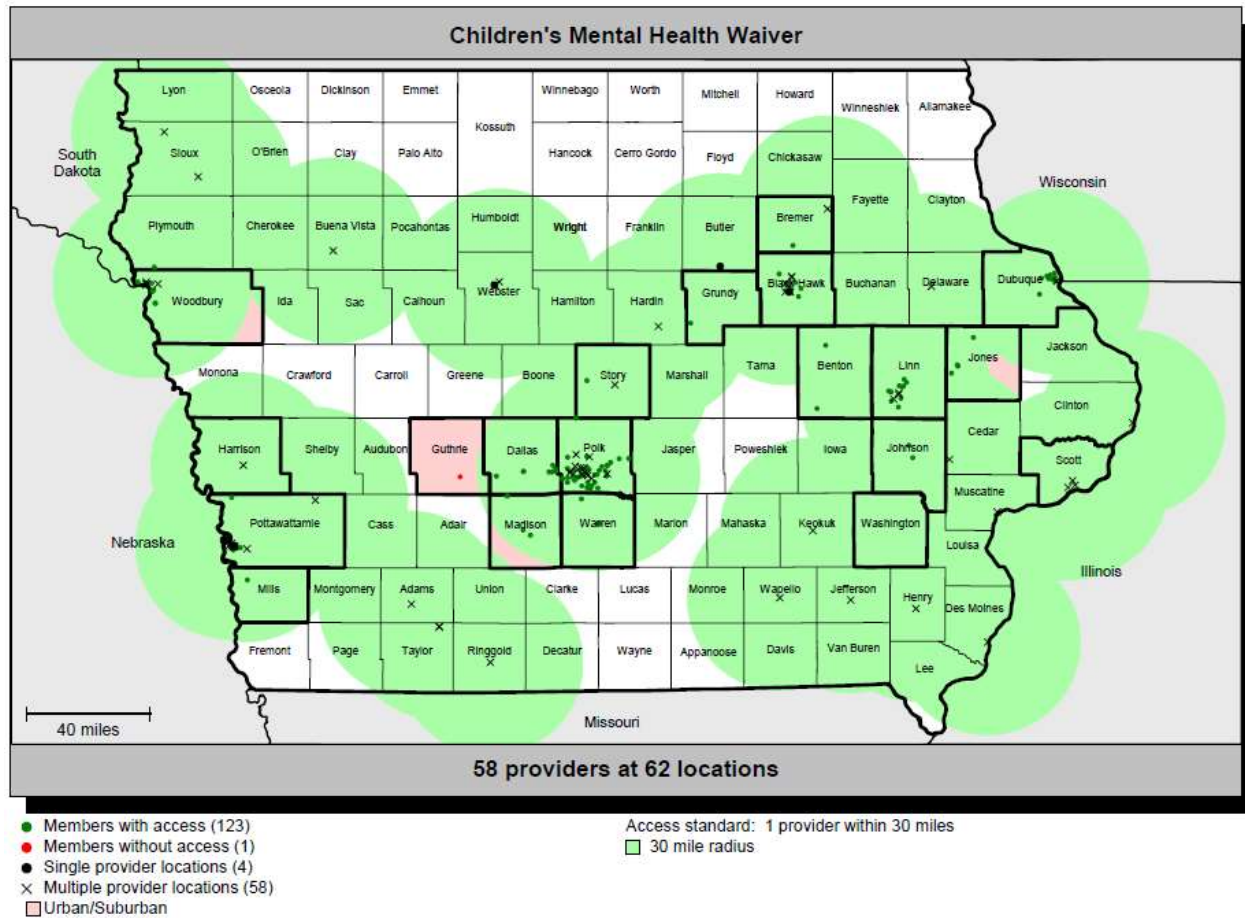 Children's Mental Health Waiver
Lyon Osceola Dickinson Emmet Winnebago Worth Mitchell Howard Winneshiek Allamakee
Kossuth
South Dakota
Sioux O'Brien Clay Palo Alto Hancock Cerro Gordo Floyd Chickasaw
Wisconsin
Plymouth Cherokee Buena Vista Pocahontas Humboldt Wright Franklin Butler Bremer Fayette Clayton
Woodbury Ida Sac Calhoun Webster Hamilton Hardin Grundy Black Hawk Buchanan Delaware Dubuque
Monona Crawford Carroll Greene Boone Story Marshall Tama Benton Linn Jones Jackson
Clinton
Harrison Shelby Audubon Guthrie Dallas Polk Jasper Poweshiek Iowa Johnson Cedar Scott
Muscatine
Nebraska
Pottawattamie Cass Adair Madison Warren Marion Mahaska Keokuk Washington Louisa
Illinois
Mills Montgomery Adams Union Clarke Lucas Monroe Wapello Jefferson Henry Des Moines
Fremont Page Taylor Ringgold Decatur Wayne Appanoose Davis Van Buren Lee
Missouri
40 miles
58 providers at 62 locations
Members with access (123)
Members without access (1)
Single provider locations (4)
Multiple provider locations (58)
Urban/Suburban
Access standard: 1 provider within 30 miles
30 mile radius